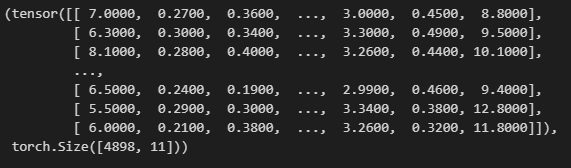 (tensor([[ 7.0000,  0.2700,  0.3600,  ...,  3.0000,  0.4500,  8.8000],
        [ 6.3000,  0.3000,  0.3400,  ...,  3.3000,  0.4900,  9.5000],
        [ 8.1000,  0.2800,  0.4000,  ...,  3.2600,  0.4400, 10.1000],
        ...,
        [ 6.5000,  0.2400,  0.1900,  ...,  2.9900,  0.4600,  9.4000],
        [ 5.5000,  0.2900,  0.3000,  ...,  3.3400,  0.3800, 12.8000],
        [ 6.0000,  0.2100,  0.3800,  ...,  3.2600,  0.3200, 11.8000]]),
 torch.Size([4898, 11]))